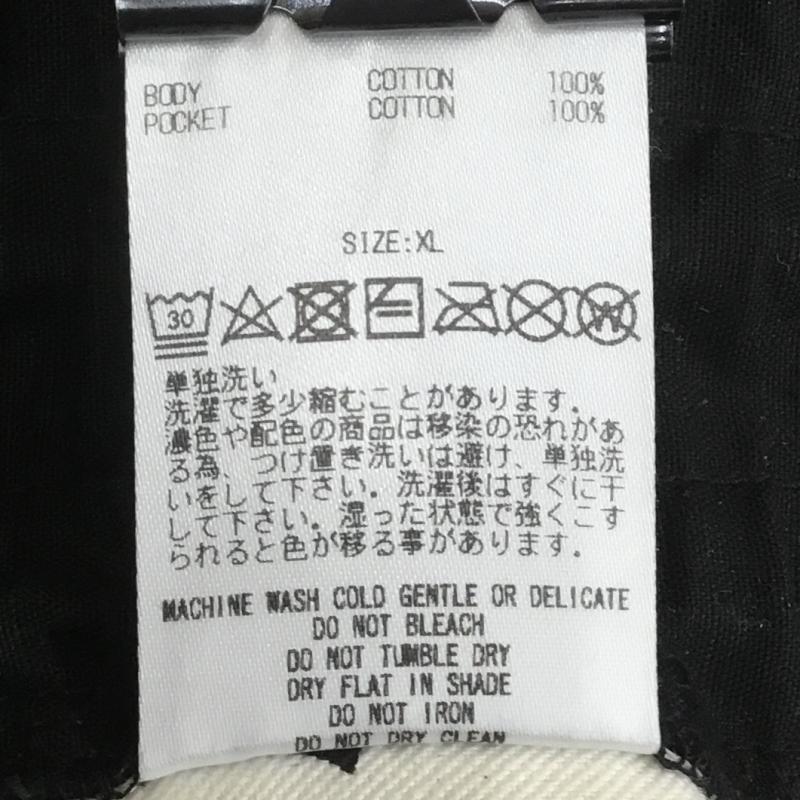 BODY COTTON 100%
POCKET COTTON 100%
SIZE:XL
30
W
単独洗い
洗濯で多少縮むことがあります。
濃色や配色の商品は移染の恐れがあ
る為、つけ置き洗いは避け、単独洗
いをして下さい。洗濯後はすぐに干
して下さい。湿った状態で強くこす
られると色が移る事があります。
MACHINE WASH COLD GENTLE OR DELICATE
DO NOT BLEACH
DO NOT TUMBLE DRY
DRY FLAT IN SHADE
DO NOT IRON
DO NOT DRY CLEAN